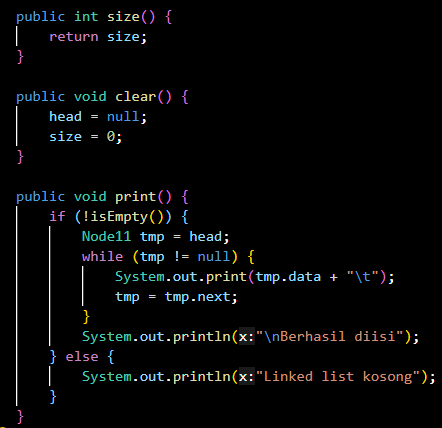 public int size() {
    return size;
}

public void clear() {
    head = null;
    size = 0;
}

public void print() {
    if (!isEmpty()) {
        Node11 tmp = head;
        while (tmp != null) {
            System.out.print(tmp.data + "\t");
            tmp = tmp.next;
        }
        System.out.println(x:"\nBerhasil diisi");
    } else {
        System.out.println(x:"Linked list kosong");
    }
}